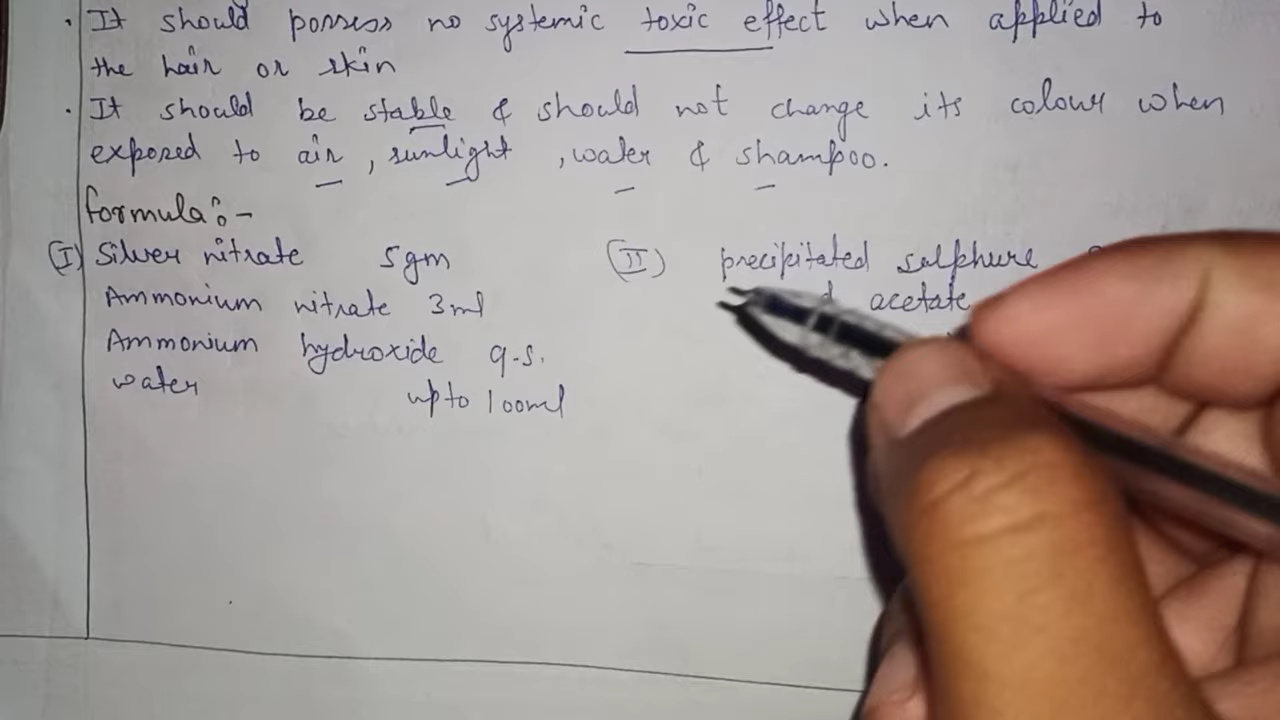 · It should possess no systemic toxic effect when applied to
the hair or skin
· It should be stable & should not change its colour when
exposed to air, sunlight, water & shampoo.
formula:-
(I) Silver nitrate 5gm
Ammonium nitrate 3ml
Ammonium hydroxide q.s.
water upto 100ml
(II) precipitated sulphure
acetate